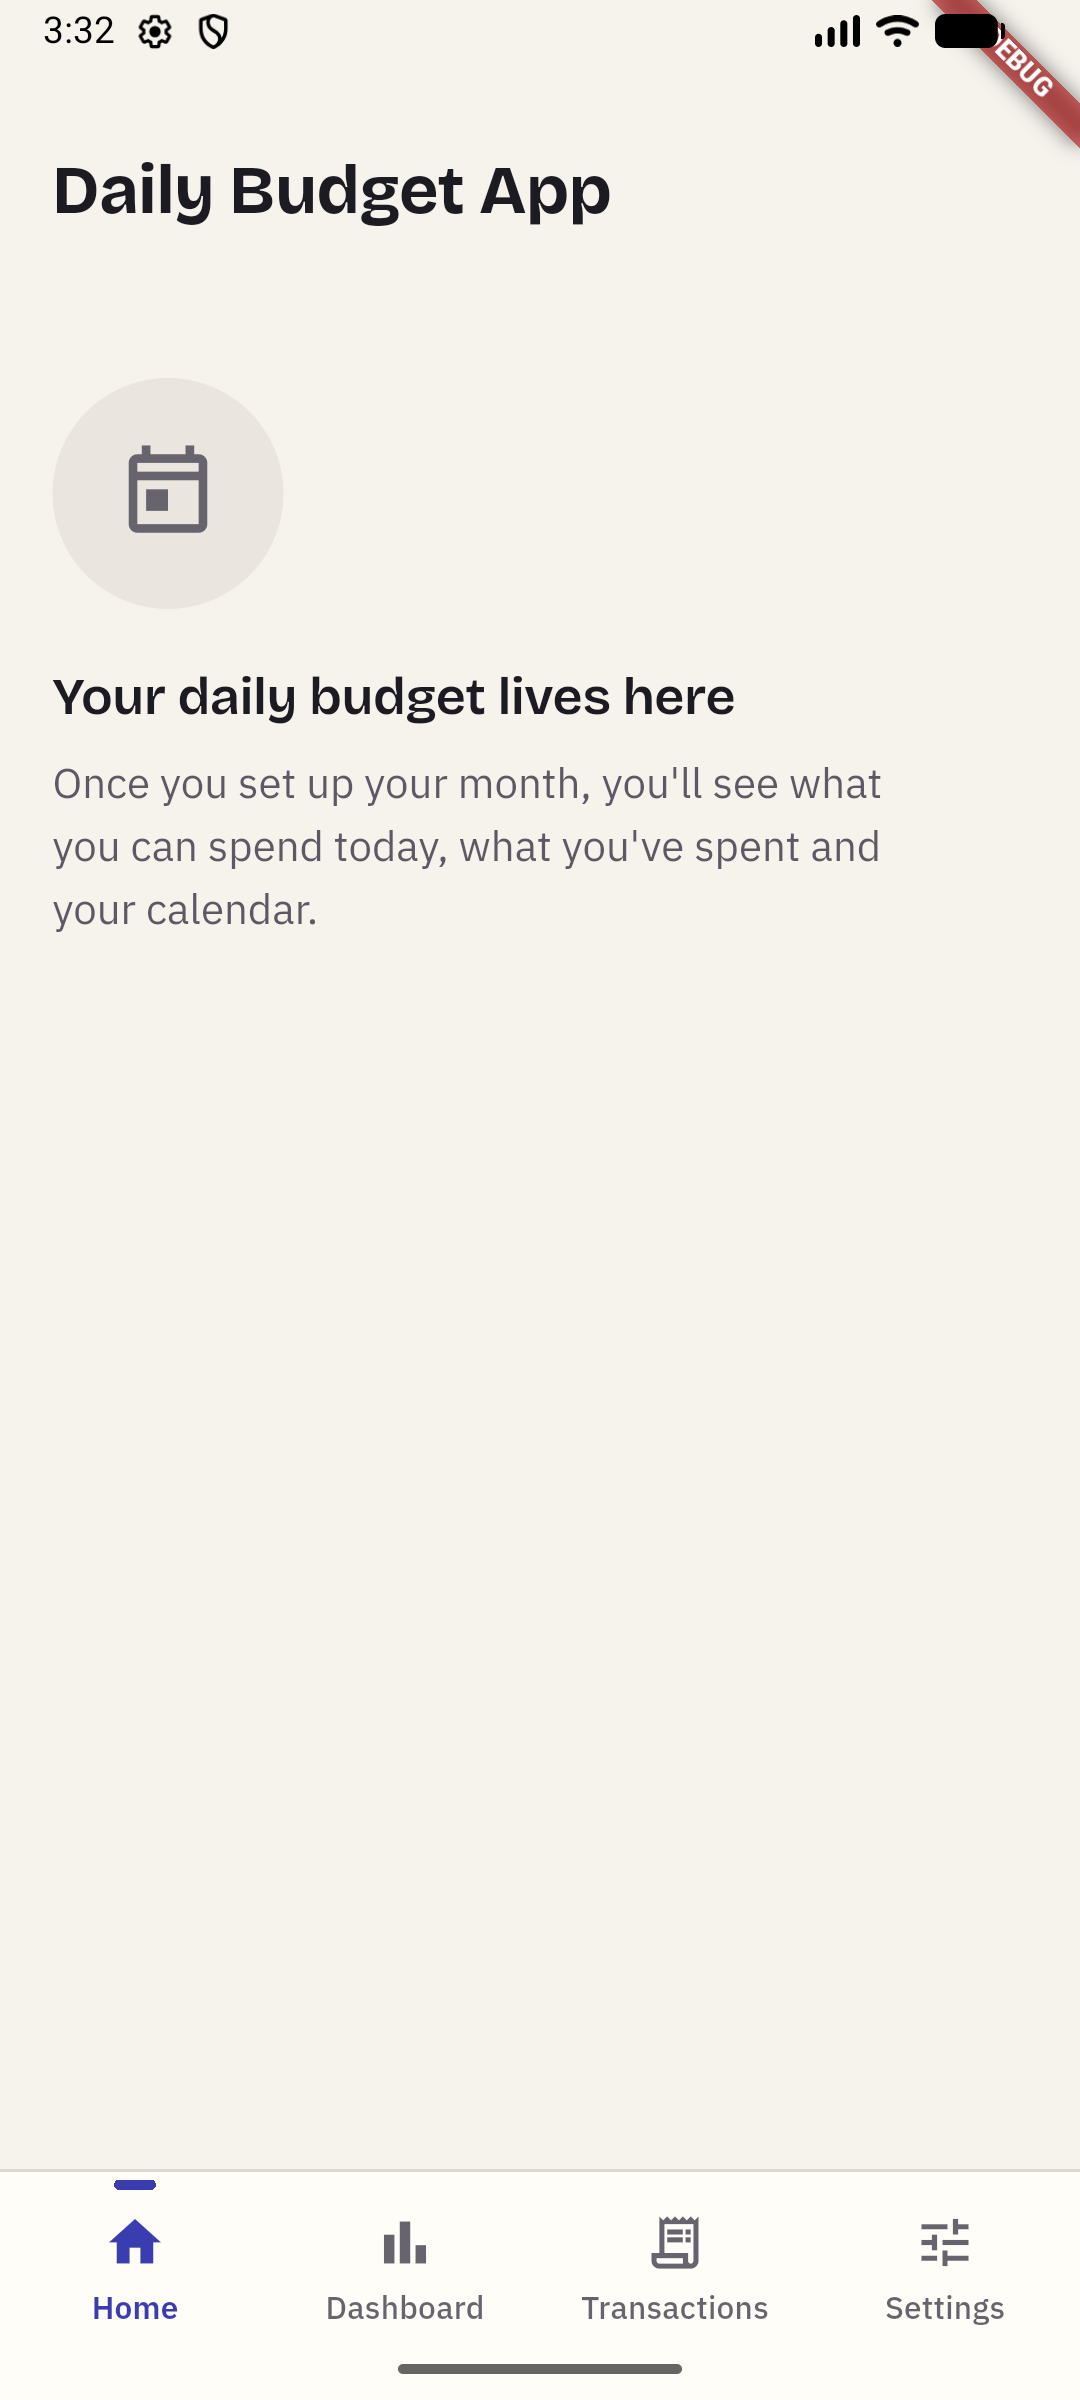 3:32
EBUG
Daily Budget App
Your daily budget lives here
Once you set up your month, you'll see what
you can spend today, what you've spent and
your calendar.
Home
Dashboard
Transactions
Settings